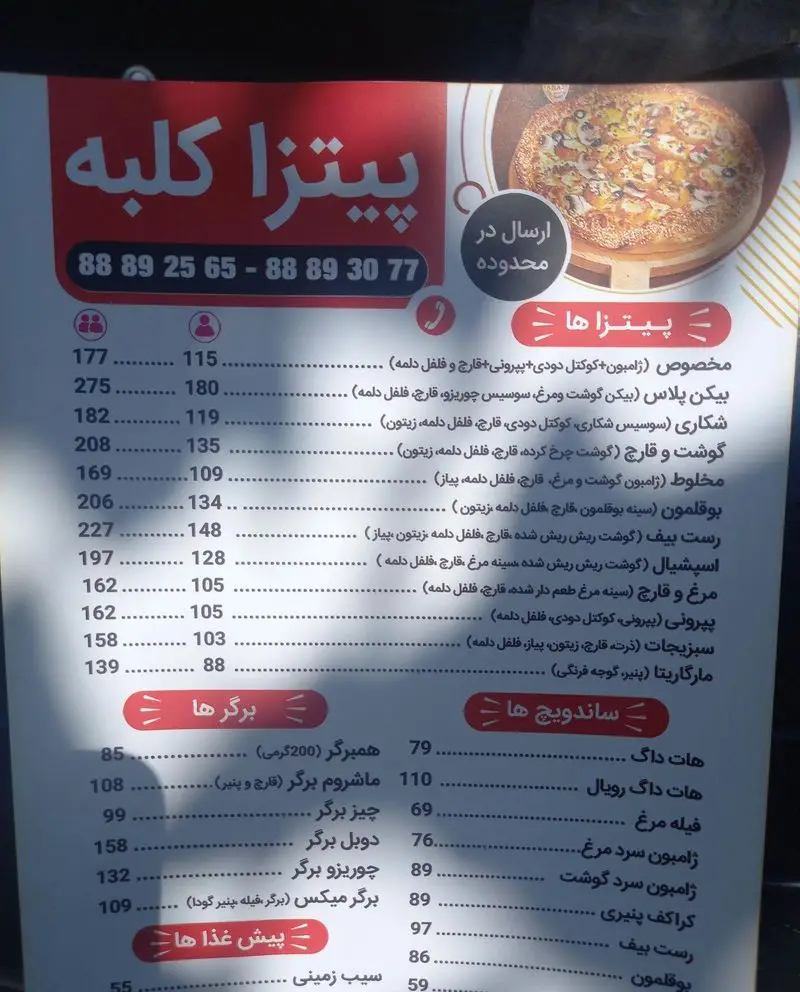 پیتزا کلبه
88 89 25 65 - 88 89 30 77
ارسال در
محدوده
پیتزا ها
مخصوص (ژامبون+کوکتل دودی+پپرونی+قارچ و فلفل دلمه) 115 177
بیکن پلاس (بیکن گوشت ومرغ، سوسیس چوریزو، قارچ، فلفل دلمه) 180 275
شکاری (سوسیس شکاری، کوکتل دودی، قارچ، فلفل دلمه، زیتون) 119 182
گوشت و قارچ (گوشت چرخ کرده، قارچ، فلفل دلمه، زیتون) 135 208
مخلوط (ژامبون گوشت و مرغ، قارچ، فلفل دلمه، پیاز) 109 169
بوقلمون (سینه بوقلمون ،قارچ ،فلفل دلمه ،زیتون) 134 206
رست بیف (گوشت ریش ریش شده ،قارچ، فلفل دلمه ،زیتون ،پیاز) 148 227
اسپشیال (گوشت ریش ریش شده، سینه مرغ ،قارچ ،فلفل دلمه) 128 197
مرغ و قارچ (سینه مرغ طعم دار شده، قارچ، فلفل دلمه) 105 162
پپرونی (پپرونی، کوکتل دودی، فلفل دلمه) 105 162
سبزیجات (ذرت، قارچ، زیتون، پیاز، فلفل دلمه) 103 158
مارگاریتا (پنیر، گوجه فرنگی) 88 139
ساندویچ ها
هات داگ 79
هات داگ رویال 110
فیله مرغ 69
ژامبون سرد مرغ 76
ژامبون سرد گوشت 89
کراکف پنیری 89
رست بیف 97
بوقلمون 86
59
برگر ها
همبرگر (200گرمی) 85
ماشروم برگر (قارچ و پنیر) 108
چیز برگر 99
دوبل برگر 158
چوریزو برگر 132
برگر میکس (برگر ،فیله ،پنیر گودا) 109
پیش غذا ها
سیب زمینی 55